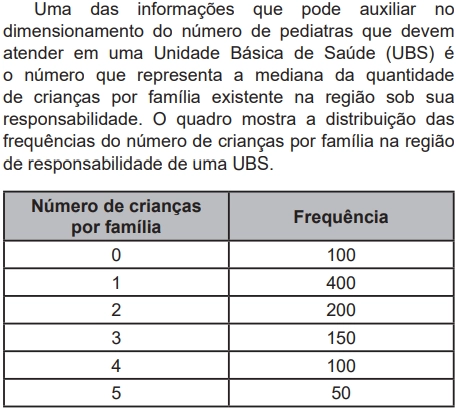 Uma das informações que pode auxiliar no
dimensionamento do número de pediatras que devem
atender em uma Unidade Básica de Saúde (UBS) é
o número que representa a mediana da quantidade
de crianças por família existente na região sob sua
responsabilidade. O quadro mostra a distribuição das
frequências do número de crianças por família na região
de responsabilidade de uma UBS.
Número de crianças
por família
Frequência
0 100
1 400
2 200
3 150
4 100
5 50